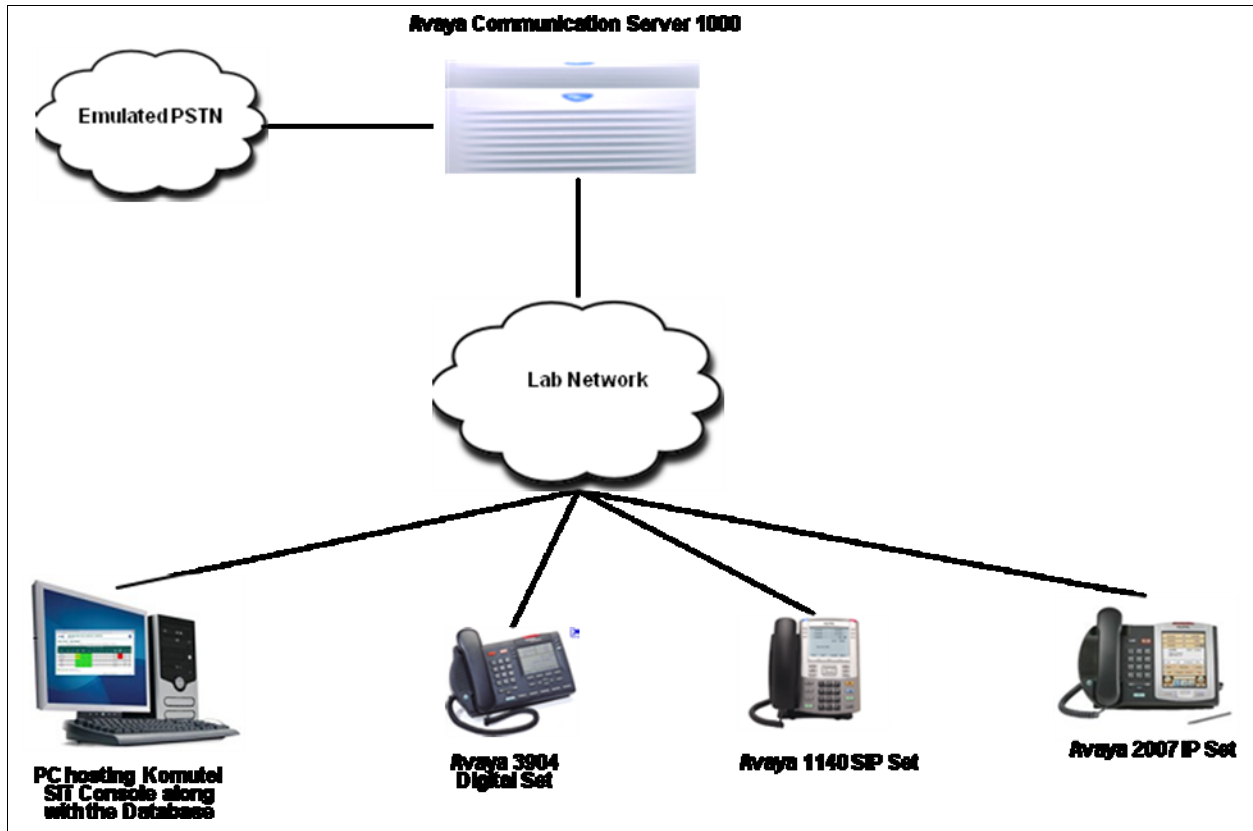 Avaya Communication Server 1000
Emulated PSTN
Lab Network
PC hosting Komutel
SIT Console along
with the Database
Avaya 3904
Digital Set
Avaya 1140 SIP Set
Avaya 2007 IP Set